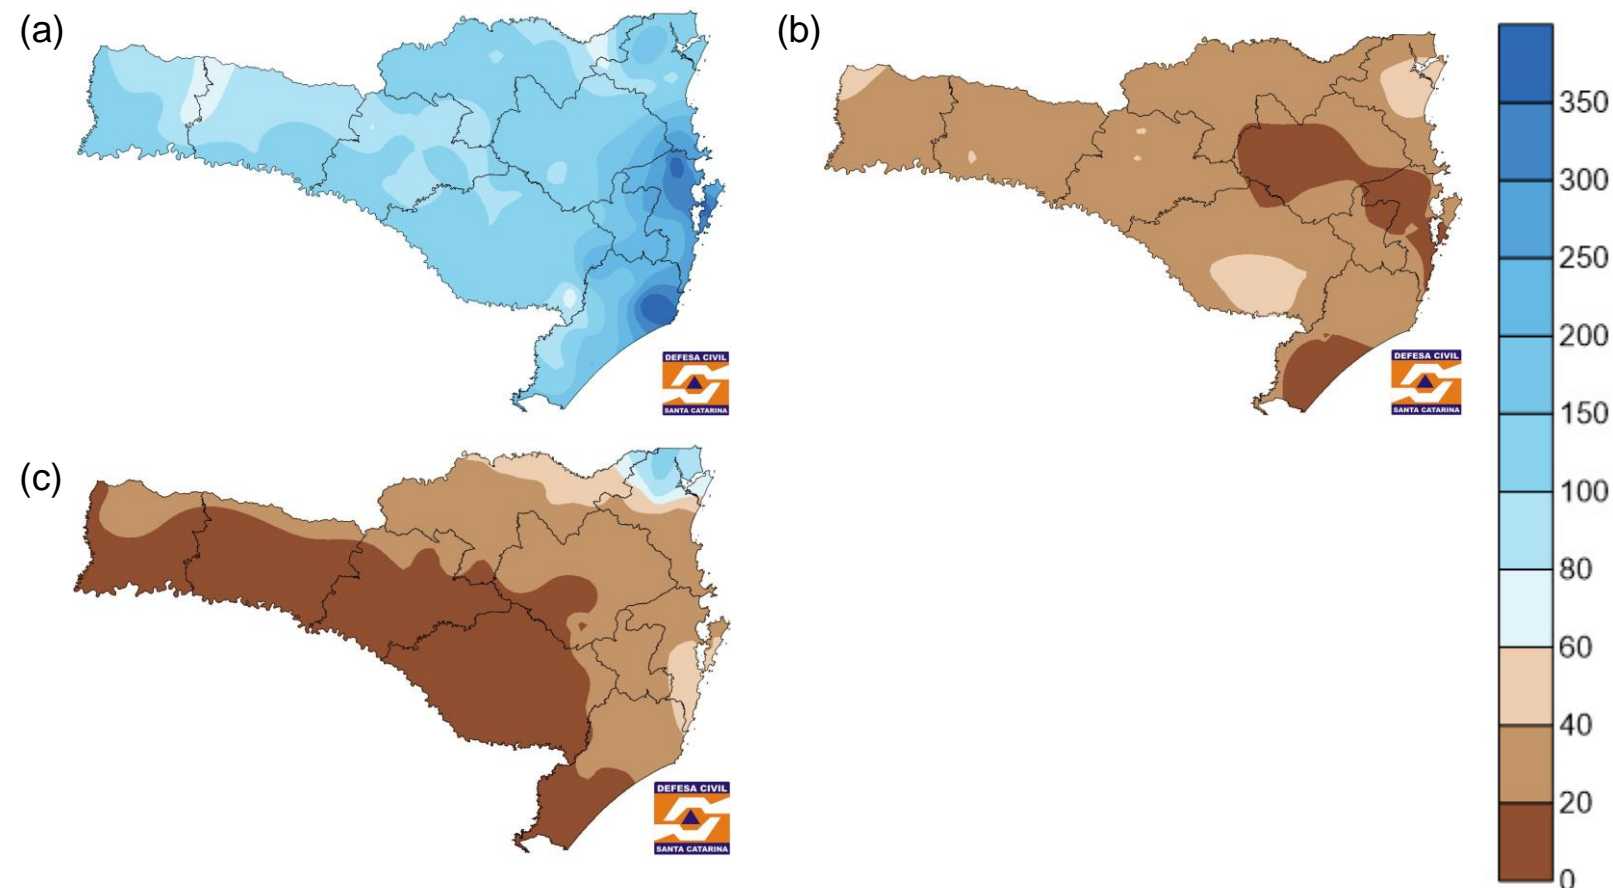 (a)
(b)
(c)
DEFESA CIVIL
SANTA CATARINA
DEFESA CIVIL
SANTA CATARINA
DEFESA CIVIL
SANTA CATARINA
350
300
250
200
150
100
80
60
40
20
0